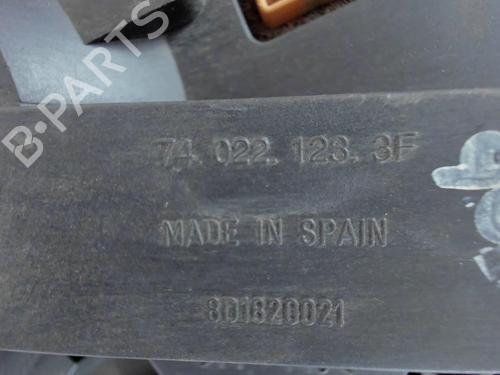 B-PARTS
74.022.123.3F
MADE IN SPAIN
8D1820021